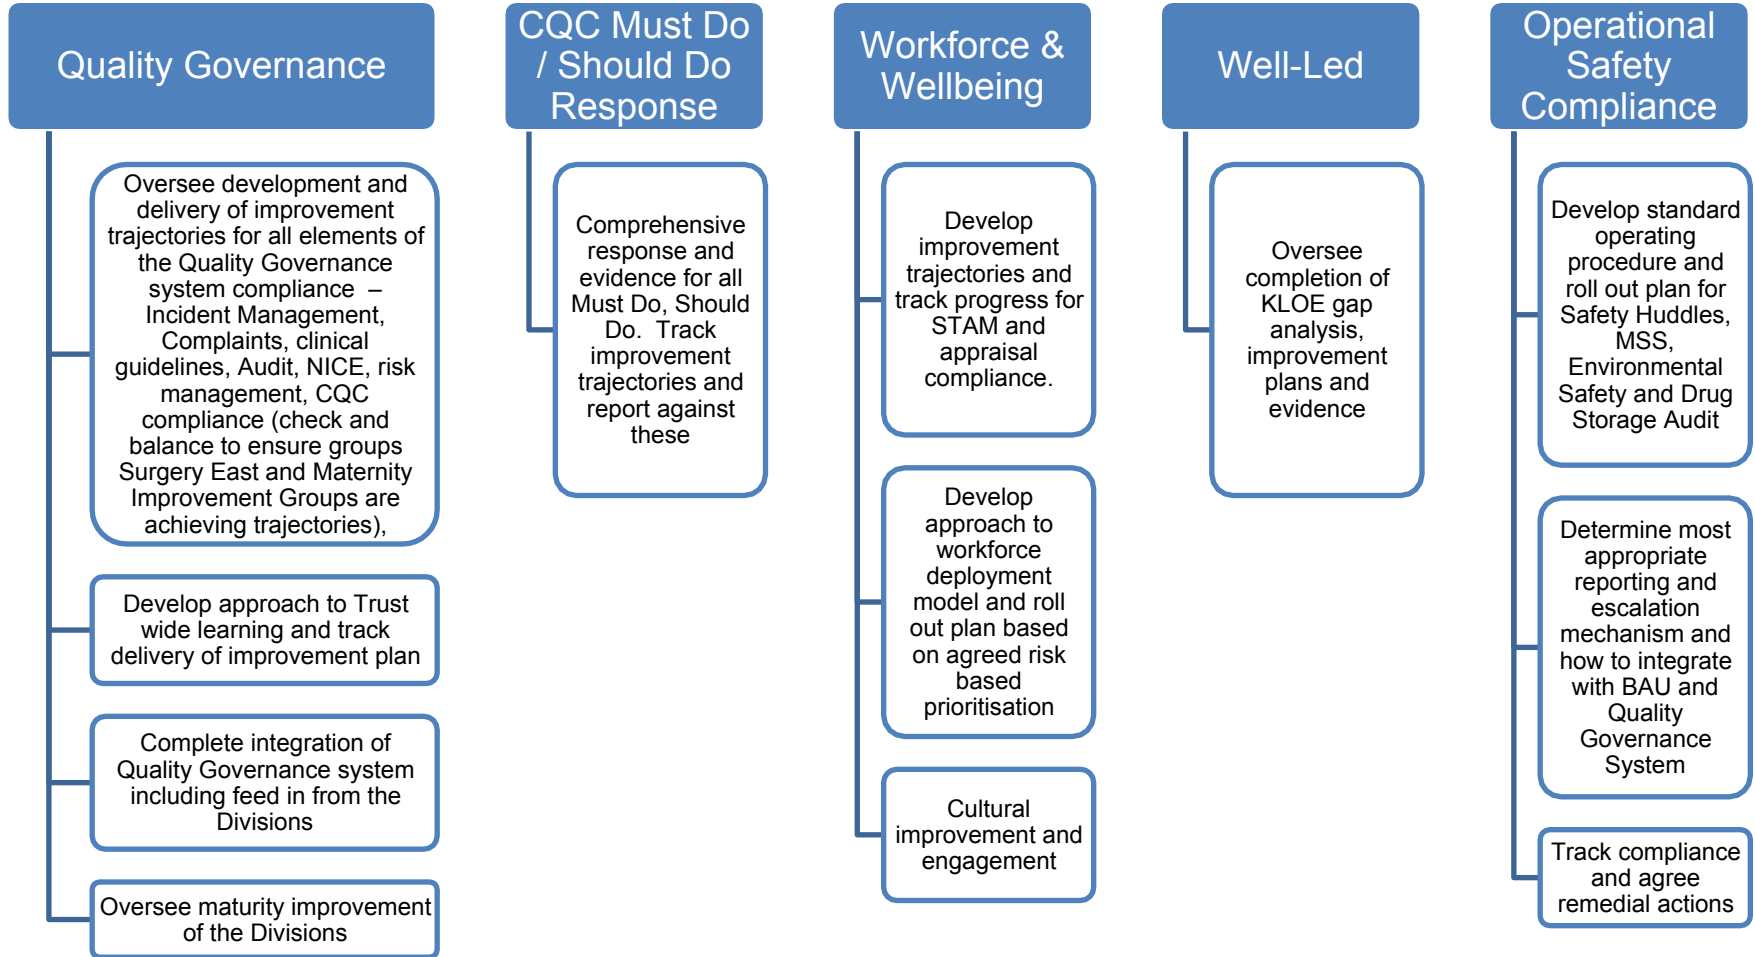 Quality Governance
Oversee development and
delivery of improvement
trajectories for all elements of
the Quality Governance
system compliance –
Incident Management,
Complaints, clinical
guidelines, Audit, NICE, risk
management, CQC
compliance (check and
balance to ensure groups
Surgery East and Maternity
Improvement Groups are
achieving trajectories),
Develop approach to Trust
wide learning and track
delivery of improvement plan
Complete integration of
Quality Governance system
including feed in from the
Divisions
Oversee maturity improvement
of the Divisions
CQC Must Do
/ Should Do
Response
Comprehensive
response and
evidence for all
Must Do, Should
Do. Track
improvement
trajectories and
report against
these
Workforce &
Wellbeing
Develop
improvement
trajectories and
track progress for
STAM and
appraisal
compliance.
Develop
approach to
workforce
deployment
model and roll
out plan based
on agreed risk
based
prioritisation
Cultural
improvement and
engagement
Well-Led
Oversee
completion of
KLOE gap
analysis,
improvement
plans and
evidence
Operational
Safety
Compliance
Develop standard
operating
procedure and
roll out plan for
Safety Huddles,
MSS,
Environmental
Safety and Drug
Storage Audit
Determine most
appropriate
reporting and
escalation
mechanism and
how to integrate
with BAU and
Quality
Governance
System
Track compliance
and agree
remedial actions